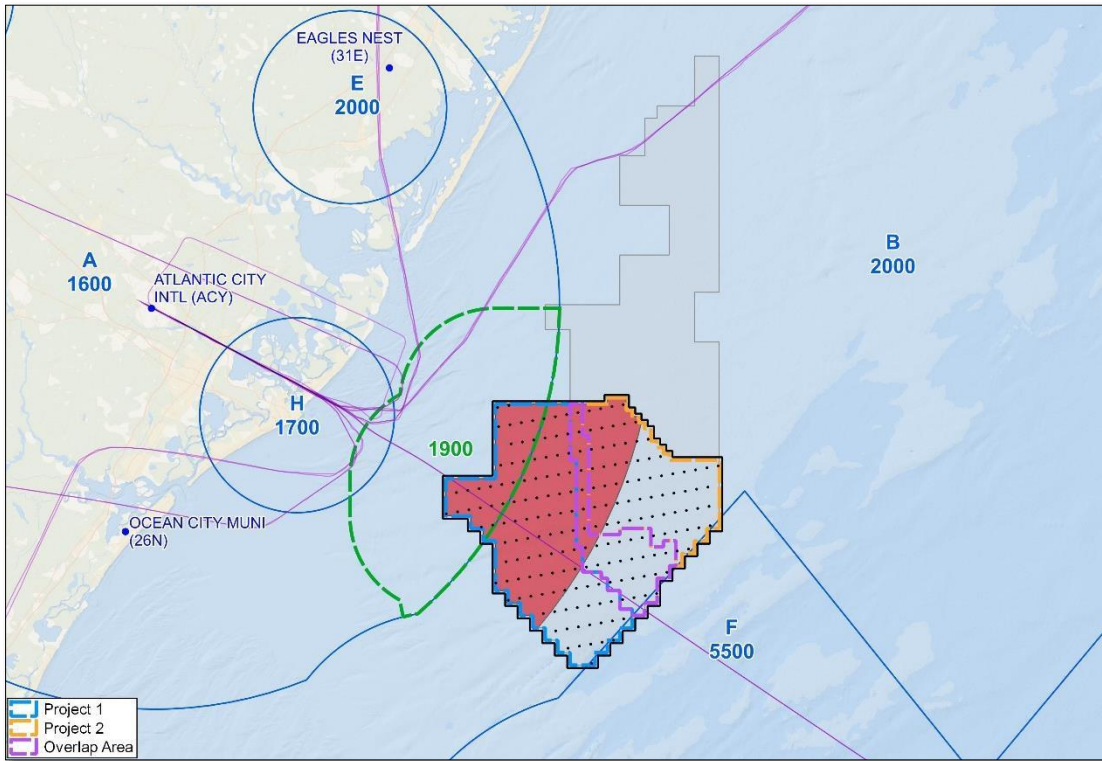 EAGLES NEST
(31E)
E
2000
B
2000
A
1600
ATLANTIC CITY
INTL (ACY)
H
1700
1900
OCEAN CITY MUNI
(26N)
F
5500
Project 1
Project 2
Overlap Area